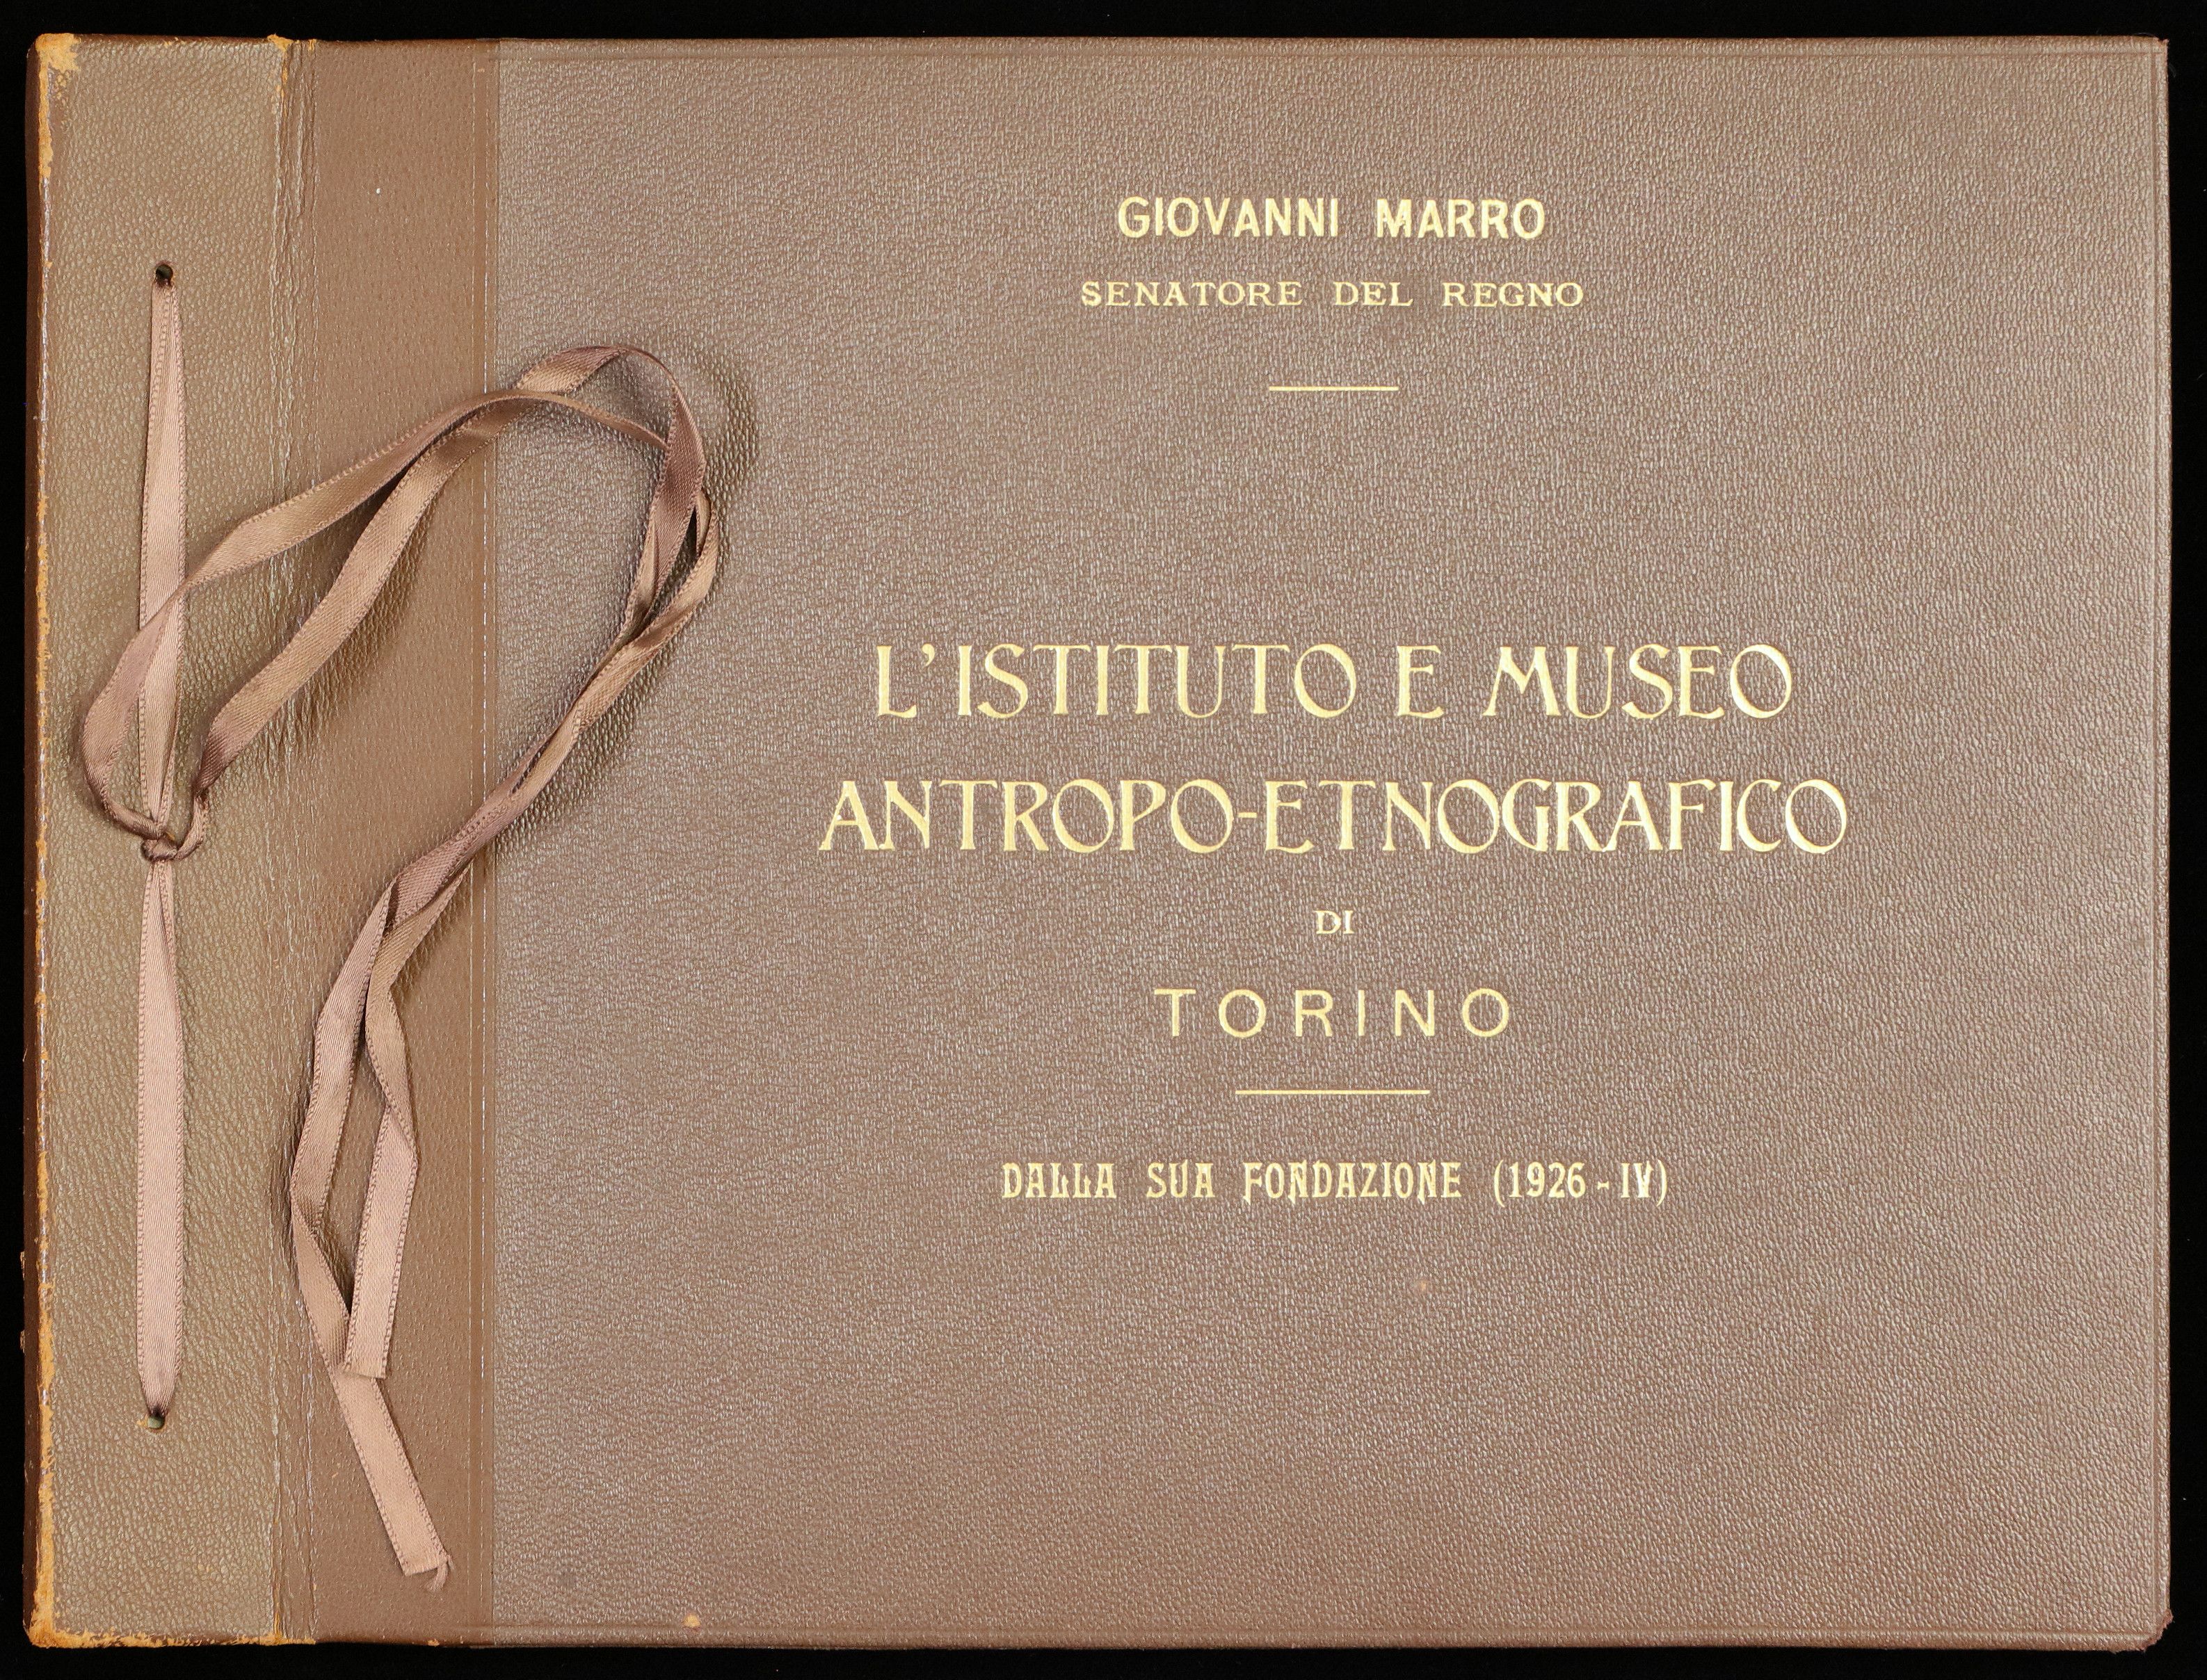 GIOVANNI MARRO
SENATORE DEL REGNO
L'ISTITUTO E MUSEO
ANTROPO-ETNOGRAFICO
DI
TORINO
DALLA SUA FONDAZIONE (1926-IV)